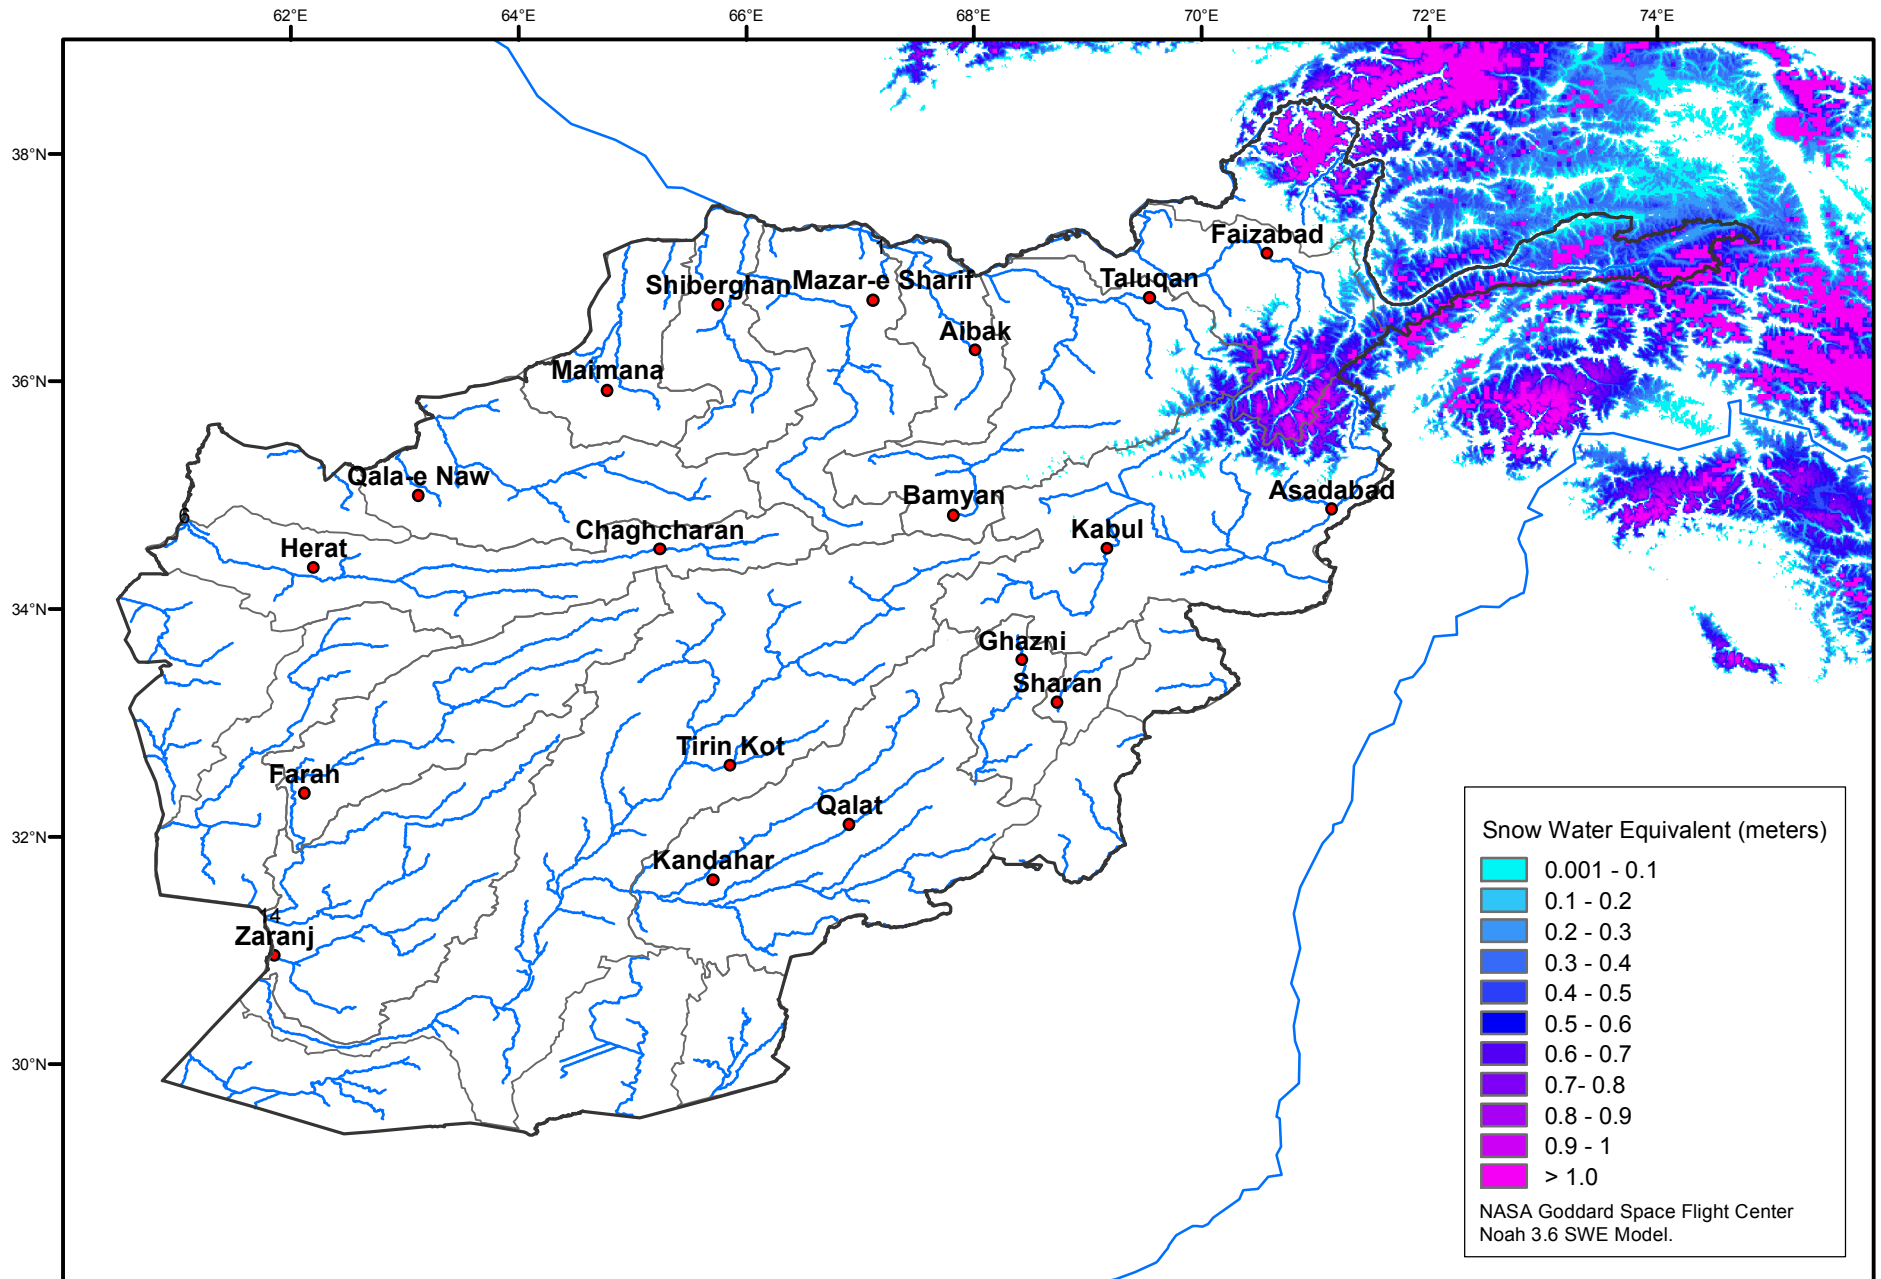 62°E
64°E
66°E
68°E
70°E
72°E
74°E
38°N
36°N
34°N
32°N
30°N
Faizabad
Taluqan
Shiberghan
Mazar-e Sharif
Aibak
Maimana
Qala-e Naw
Bamyan
Asadabad
6
Chaghcharan
Kabul
Herat
Ghazni
Sharan
Tirin Kot
Farah
Qalat
Kandahar
14
Zaranj
Snow Water Equivalent (meters)
0.001 - 0.1
0.1 - 0.2
0.2 - 0.3
0.3 - 0.4
0.4 - 0.5
0.5 - 0.6
0.6 - 0.7
0.7- 0.8
0.8 - 0.9
0.9 - 1
> 1.0
NASA Goddard Space Flight Center
Noah 3.6 SWE Model.